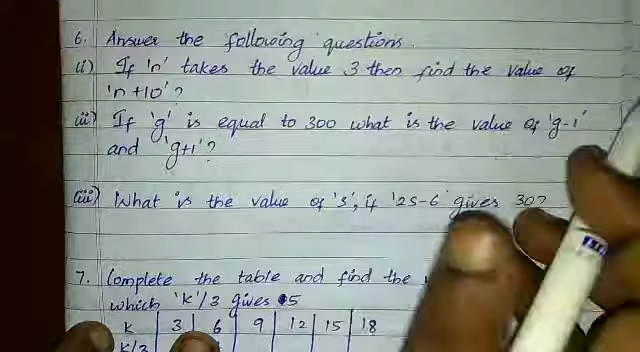 6. Answer the following questions.
(i) If 'n' takes the value 3 then find the value of
'n+10'?
(ii) If 'g' is equal to 300 what is the value of 'g-1'
and 'g+1'?
(iii) What is the value of 's', if '2s-6' gives 30?
7. Complete the table and find the
which 'k'/3 gives 5
k 3 6 9 12 15 18
k/3